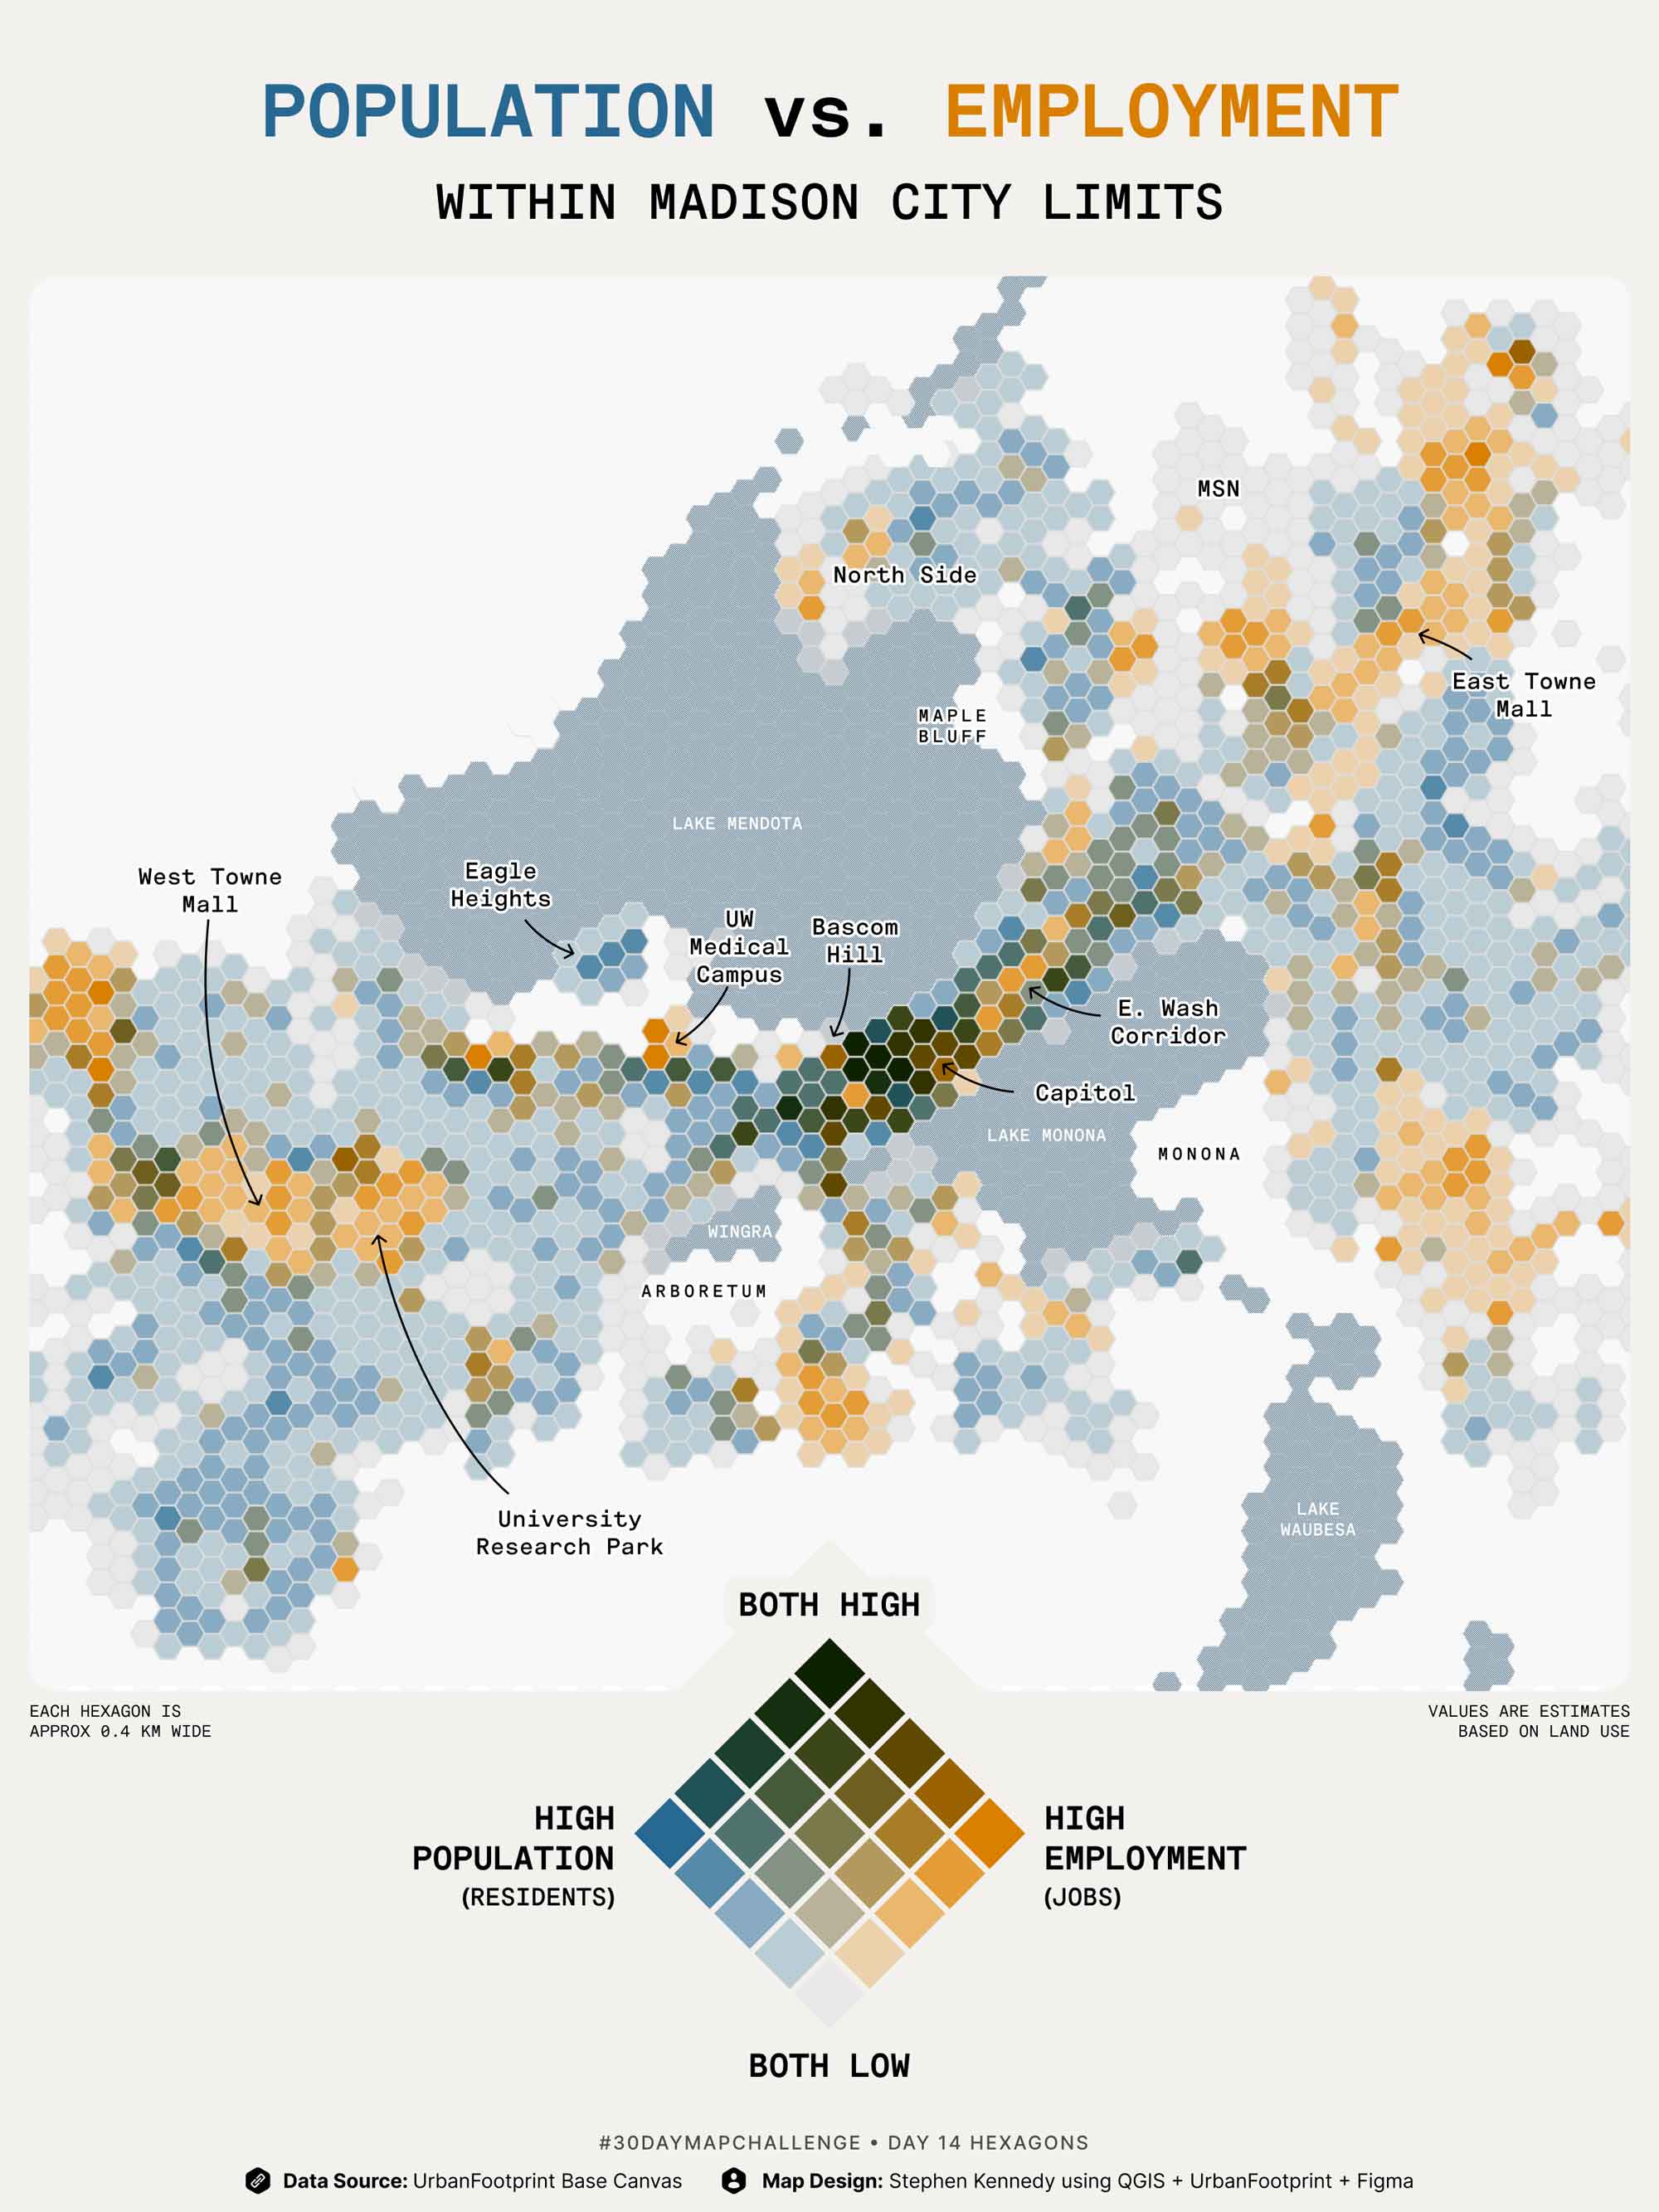 POPULATION vs. EMPLOYMENT
WITHIN MADISON CITY LIMITS
MSN
North Side
East Towne
Mall
MAPLE
BLUFF
LAKE MENDOTA
West Towne
Mall
Eagle
Heights
UW
Medical
Campus
Bascom
Hill
E. Wash
Corridor
Capitol
LAKE MONONA
MONONA
WINGRA
ARBORETUM
University
Research Park
LAKE
WAUBESA
EACH HEXAGON IS
APPROX 0.4 KM WIDE
VALUES ARE ESTIMATES
BASED ON LAND USE
BOTH HIGH
HIGH
POPULATION
(RESIDENTS)
HIGH
EMPLOYMENT
(JOBS)
BOTH LOW
#30DAYMAPCHALLENGE • DAY 14 HEXAGONS
Data Source: UrbanFootprint Base Canvas
Map Design: Stephen Kennedy using QGIS + UrbanFootprint + Figma